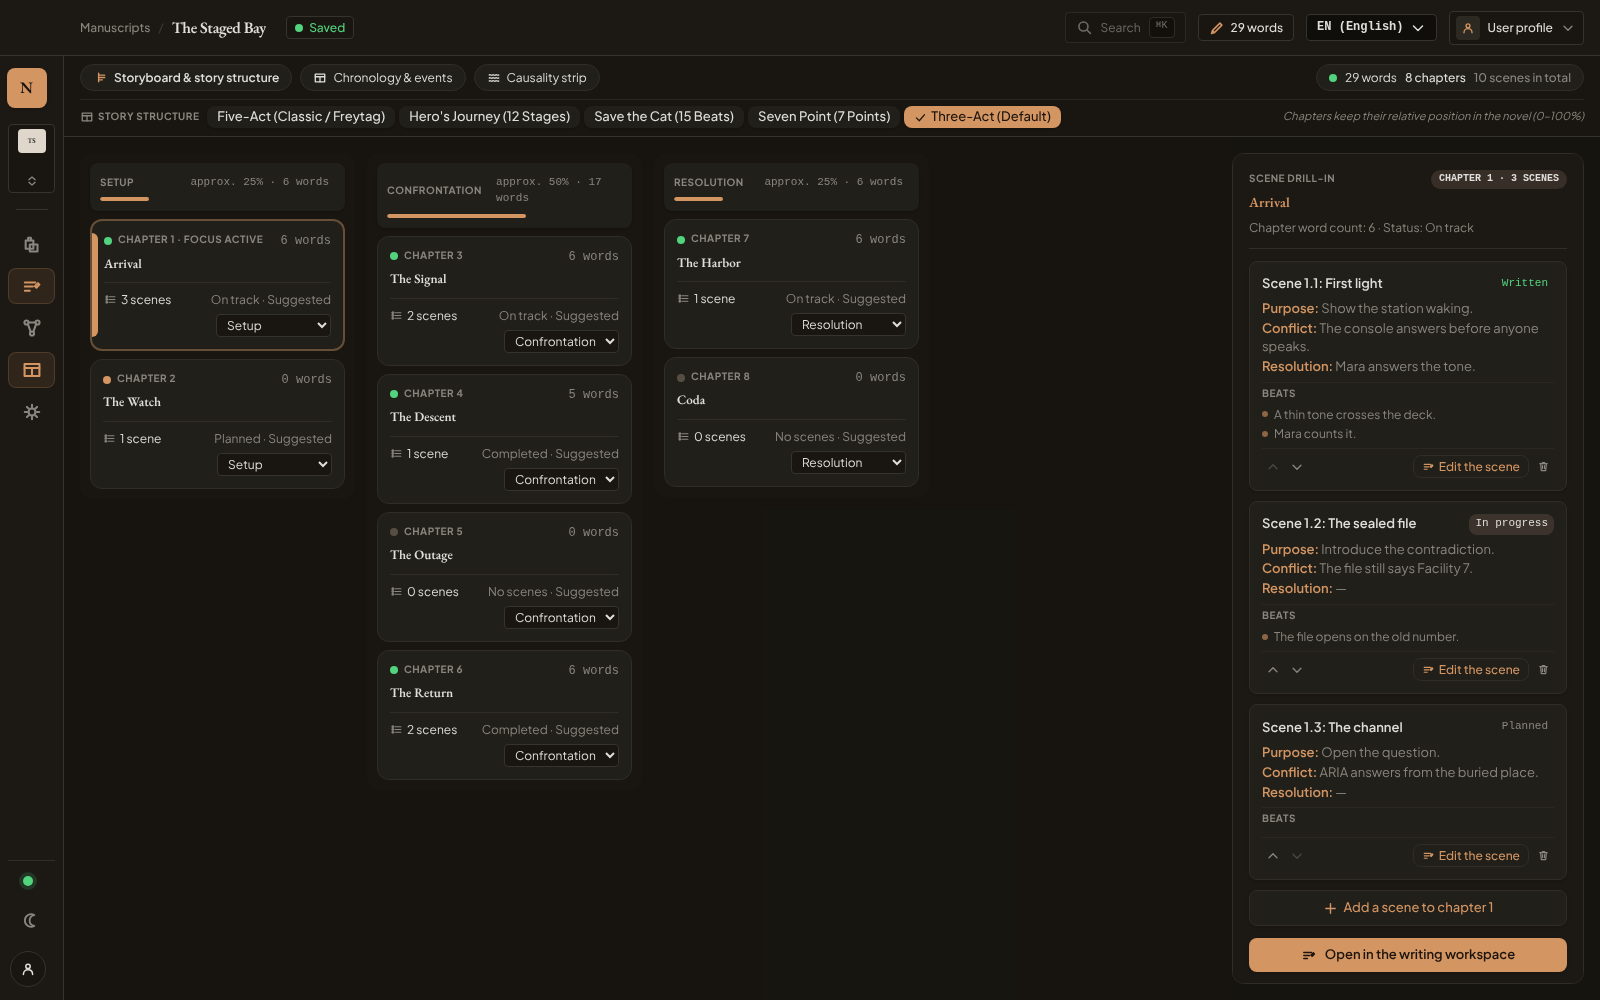 Manuscripts / The Staged Bay
Saved
Search ⌘K
29 words
EN (English)
User profile
N
TS
Storyboard & story structure
Chronology & events
Causality strip
29 words 8 chapters 10 scenes in total
STORY STRUCTURE
Five-Act (Classic / Freytag)
Hero's Journey (12 Stages)
Save the Cat (15 Beats)
Seven Point (7 Points)
Three-Act (Default)
Chapters keep their relative position in the novel (0–100%)
SETUP
approx. 25% · 6 words
CHAPTER 1 · FOCUS ACTIVE
6 words
Arrival
3 scenes
On track · Suggested
Setup
CHAPTER 2
0 words
The Watch
1 scene
Planned · Suggested
Setup
CONFRONTATION
approx. 50% · 17
words
CHAPTER 3
6 words
The Signal
2 scenes
On track · Suggested
Confrontation
CHAPTER 4
5 words
The Descent
1 scene
Completed · Suggested
Confrontation
CHAPTER 5
0 words
The Outage
0 scenes
No scenes · Suggested
Confrontation
CHAPTER 6
6 words
The Return
2 scenes
Completed · Suggested
Confrontation
RESOLUTION
approx. 25% · 6 words
CHAPTER 7
6 words
The Harbor
1 scene
On track · Suggested
Resolution
CHAPTER 8
0 words
Coda
0 scenes
No scenes · Suggested
Resolution
SCENE DRILL-IN
CHAPTER 1 · 3 SCENES
Arrival
Chapter word count: 6 · Status: On track
Scene 1.1: First light
Written
Purpose: Show the station waking.
Conflict: The console answers before anyone
speaks.
Resolution: Mara answers the tone.
BEATS
A thin tone crosses the deck.
Mara counts it.
Edit the scene
Scene 1.2: The sealed file
In progress
Purpose: Introduce the contradiction.
Conflict: The file still says Facility 7.
Resolution: —
BEATS
The file opens on the old number.
Edit the scene
Scene 1.3: The channel
Planned
Purpose: Open the question.
Conflict: ARIA answers from the buried place.
Resolution: —
BEATS
Edit the scene
Add a scene to chapter 1
Open in the writing workspace